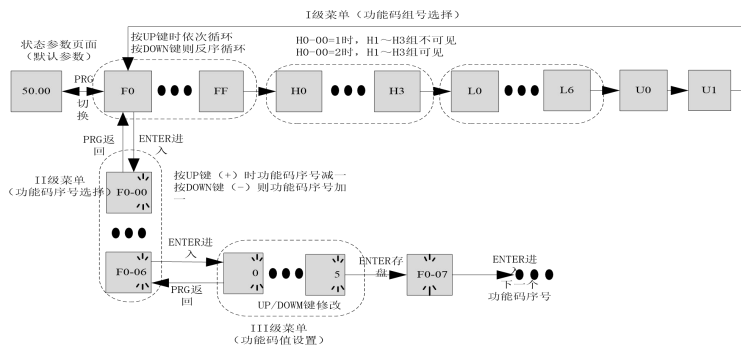 I级菜单（功能码组号选择）
状态参数页面
（默认参数）
按UP键时依次循环
按DOWN键则反序循环
H0-00=1时，H1～H3组不可见
H0-00=2时，H1～H3组可见
50.00
PRG
切
换
F0
FF
H0
H3
L0
L6
U0
U1
PRG返
回
ENTER进
入
II级菜单
（功能码序号选择）
F0-00
按UP键（+）时功能码序号减一
按DOWN键（-）则功能码序号加
一
F0-06
ENTER进
入
PRG返
回
0
5
UP/DOWM键修改
ENTER存
盘
F0-07
ENTER进
入
下一个
功能码序号
III级菜单
（功能码值设置）